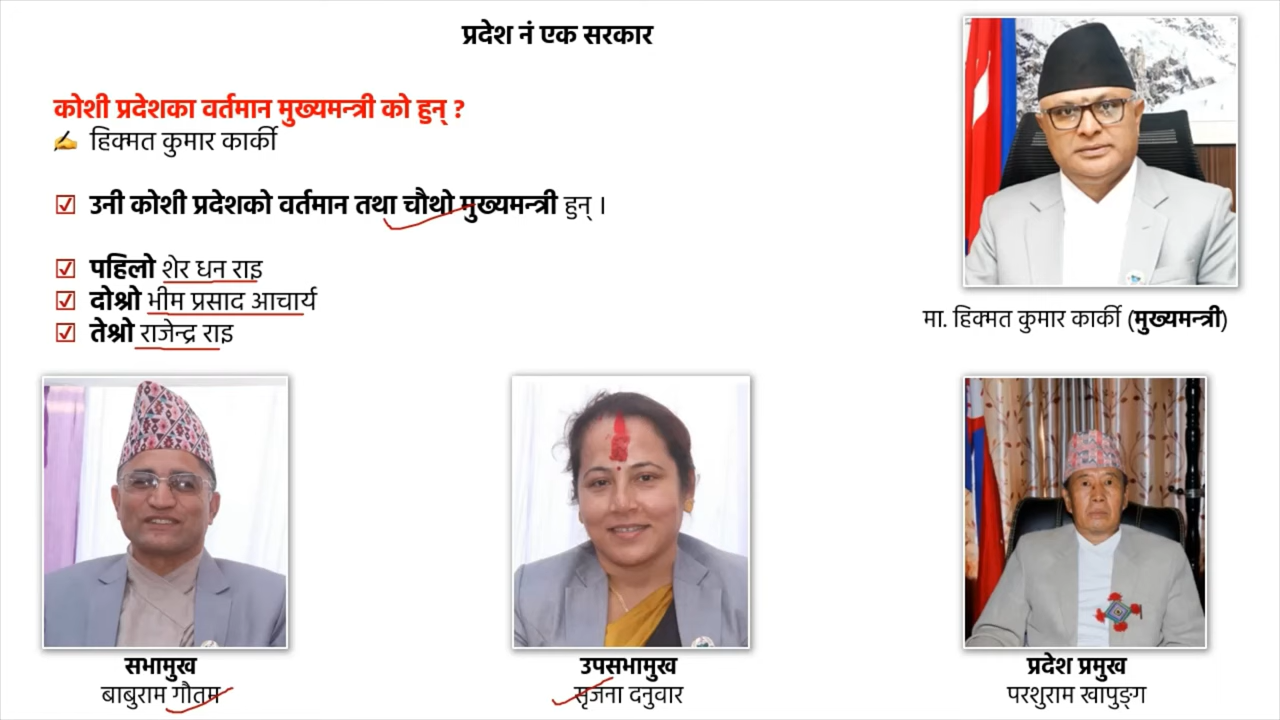 प्रदेश नं एक सरकार
कोशी प्रदेशका वर्तमान मुख्यमन्त्री को हुन् ?
✍ हिक्मत कुमार कार्की
☑ उनी कोशी प्रदेशको वर्तमान तथा चौथो मुख्यमन्त्री हुन् ।
☑ पहिलो शेर धन राइ
☑ दोश्रो भीम प्रसाद आचार्य
☑ तेश्रो राजेन्द्र राइ
मा. हिक्मत कुमार कार्की (मुख्यमन्त्री)
सभामुख
बाबुराम गौतम
उपसभामुख
सृजना दनुवार
प्रदेश प्रमुख
परशुराम खापुङ्ग